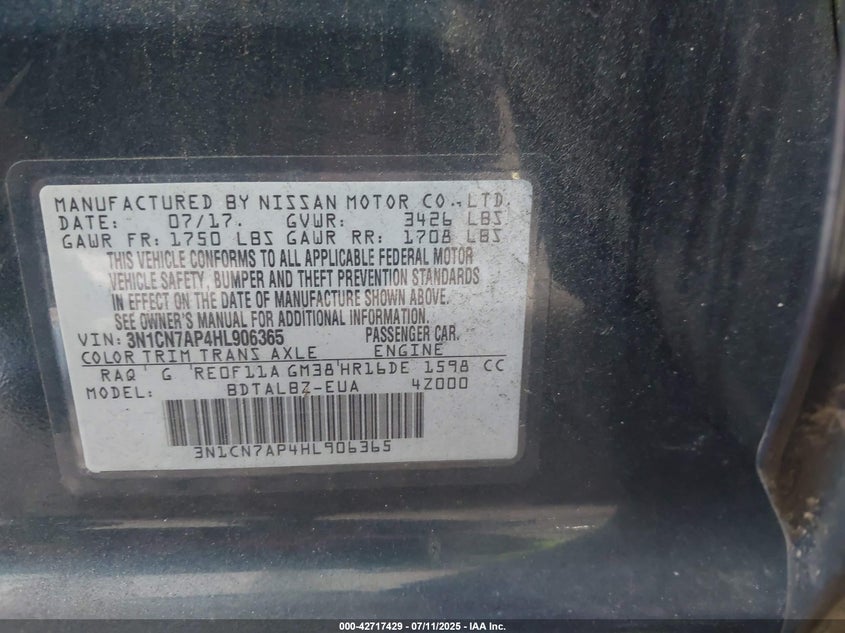 MANUFACTURED BY NISSAN MOTOR CO., LTD.
DATE: 07/17. GVWR: 3426 LBS
GAWR FR: 1750 LBS GAWR RR: 1708 LBS
THIS VEHICLE CONFORMS TO ALL APPLICABLE FEDERAL MOTOR
VEHICLE SAFETY, BUMPER AND THEFT PREVENTION STANDARDS
IN EFFECT ON THE DATE OF MANUFACTURE SHOWN ABOVE.
SEE OWNER'S MANUAL FOR ADDITIONAL INFORMATION.
VIN: 3N1CN7AP4HL906365 PASSENGER CAR.
COLOR TRIM TRANS AXLE ENGINE
RAQ G RE0F11A GM38 HR16DE 1598 CC
MODEL: BDTALBZ-EUA 4Z000
3N1CN7AP4HL906365
000-42717429 - 07/11/2025 - IAA Inc.